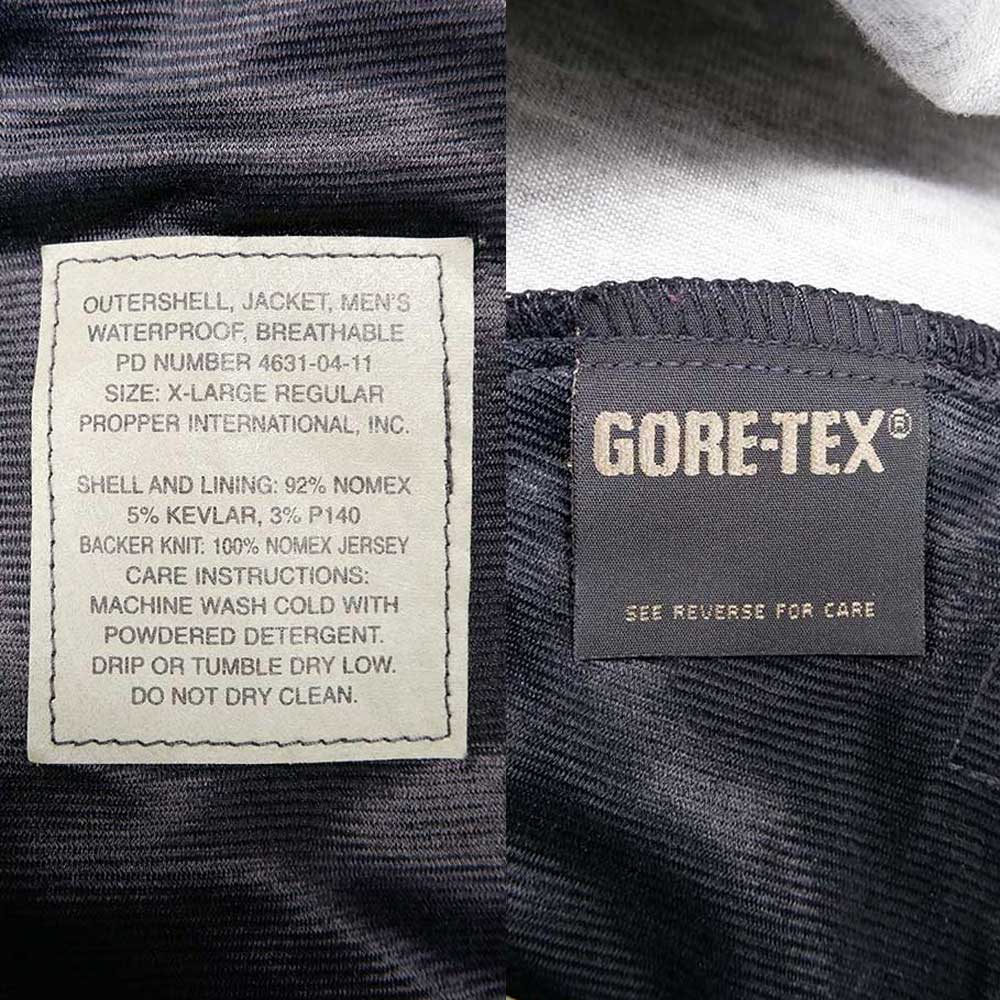 OUTERSHELL, JACKET, MEN'S
WATERPROOF, BREATHABLE
PD NUMBER 4631-04-11
SIZE: X-LARGE REGULAR
PROPPER INTERNATIONAL, INC.
SHELL AND LINING: 92% NOMEX
5% KEVLAR, 3% P140
BACKER KNIT: 100% NOMEX JERSEY
CARE INSTRUCTIONS:
MACHINE WASH COLD WITH
POWDERED DETERGENT.
DRIP OR TUMBLE DRY LOW.
DO NOT DRY CLEAN.
GORE-TEX®
SEE REVERSE FOR CARE